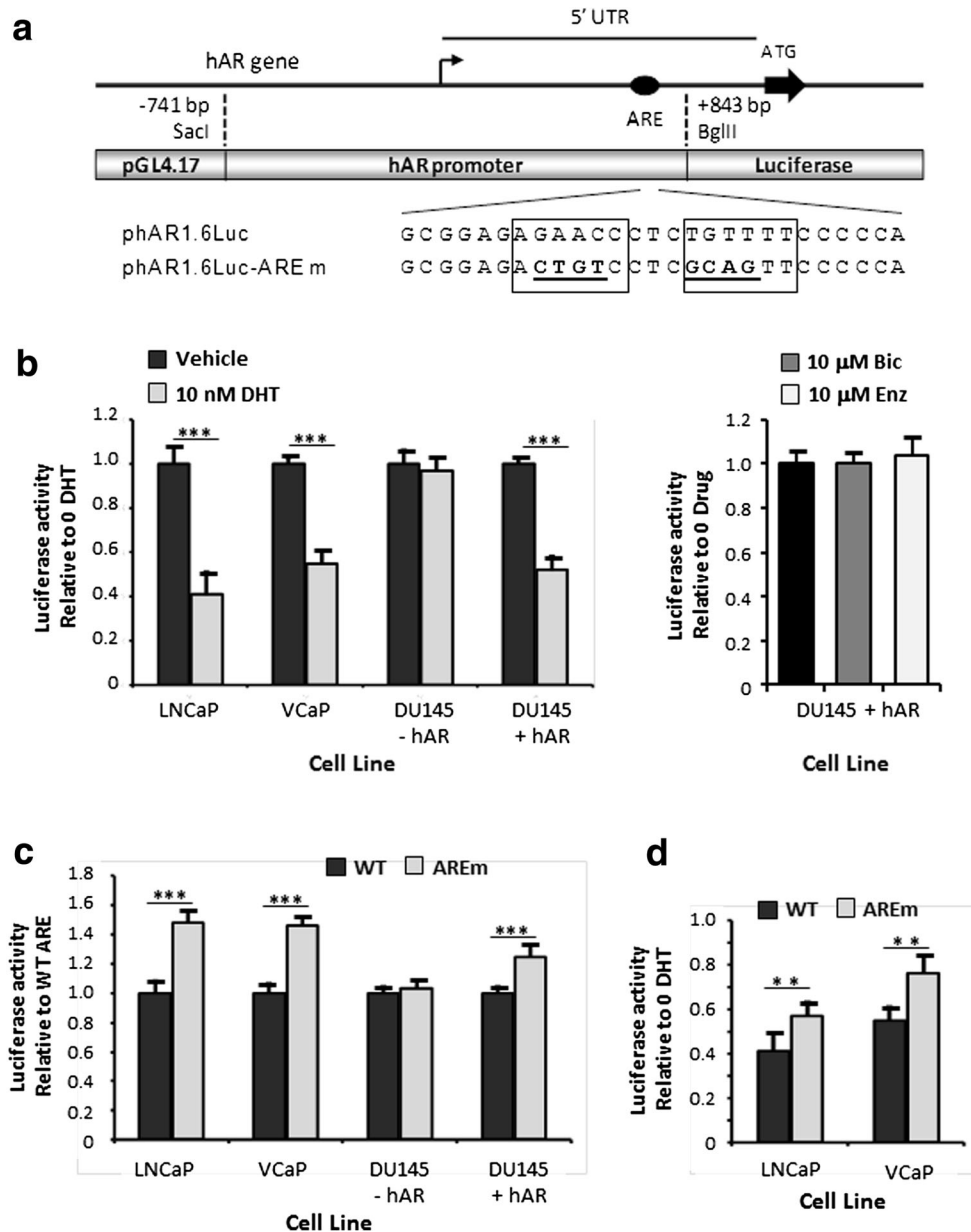 a
5' UTR
hAR gene
ATG
-741 bp
SacI
ARE
+843 bp
BglII
pGL4.17
hAR promoter
Luciferase
phAR1.6Luc
GCGGAGAGAACCCTCTGTTTTCCCCCA
phAR1.6Luc-AREm
GCGGAGACTGTCCTCGCAGTTCCCCCA
b
Vehicle
10 nM DHT
Luciferase activity
Relative to 0 DHT
1.2
1.0
0.8
0.6
0.4
0.2
0
***
***
***
LNCaP
VCaP
DU145
- hAR
DU145
+ hAR
Cell Line
10 µM Bic
10 µM Enz
Luciferase activity
Relative to 0 Drug
1.2
1.0
0.8
0.6
0.4
0.2
0
DU145 + hAR
Cell Line
c
WT
AREm
Luciferase activity
Relative to WT ARE
1.8
1.6
1.4
1.2
1.0
0.8
0.6
0.4
0.2
0
***
***
***
LNCaP
VCaP
DU145
- hAR
DU145
+ hAR
Cell Line
d
WT
AREm
Luciferase activity
Relative to 0 DHT
1.0
0.8
0.6
0.4
0.2
0
**
**
LNCaP
VCaP
Cell Line